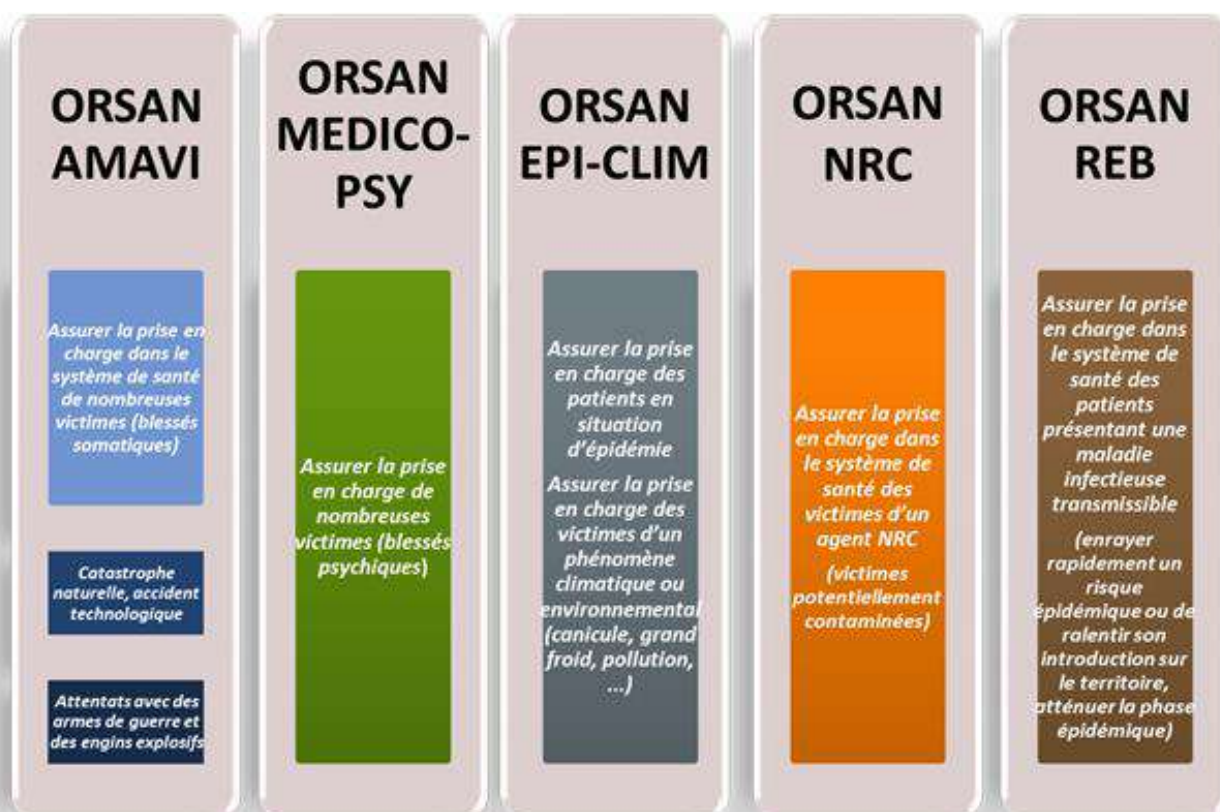 ORSAN
AMAVI
Assurer la prise en
charge dans le
système de santé
de nombreuses
victimes (blessés
somatiques)
Catastrophe
naturelle, accident
technologique
Attentats avec des
armes de guerre et
des engins explosifs
ORSAN
MEDICO-
PSY
Assurer la prise
en charge de
nombreuses
victimes (blessés
psychiques)
ORSAN
EPI-CLIM
Assurer la prise
en charge des
patients en
situation
d'épidémie
Assurer la prise
en charge des
victimes d'un
phénomène
climatique ou
environnemental
(canicule, grand
froid, pollution,
...)
ORSAN
NRC
Assurer la prise
en charge dans
le système de
santé des
victimes d'un
agent NRC
(victimes
potentiellement
contaminées)
ORSAN
REB
Assurer la prise
en charge dans
le système de
santé des
patients
présentant une
maladie
infectieuse
transmissible
(enrayer
rapidement un
risque
épidémique ou de
ralentir son
introduction sur
le territoire,
atténuer la phase
épidémique)